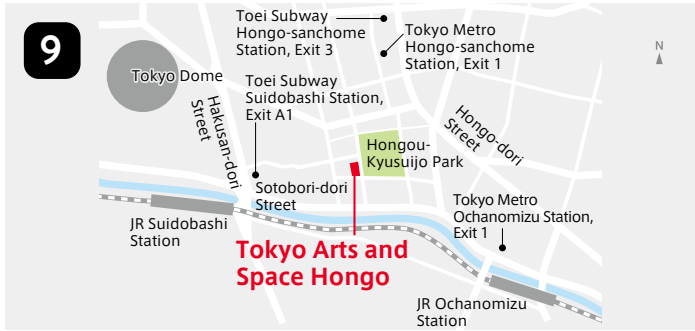 9
Toei Subway
Hongo-sanchome
Station, Exit 3
Tokyo Metro
Hongo-sanchome
Station, Exit 1
N
Tokyo Dome
Toei Subway
Suidobashi Station,
Exit A1
Hakusan-dori
Street
Hongo-dori
Street
Hongou-
Kyusuijo Park
Sotobori-dori
Street
Tokyo Metro
Ochanomizu Station,
Exit 1
JR Suidobashi
Station
Tokyo Arts and
Space Hongo
JR Ochanomizu
Station